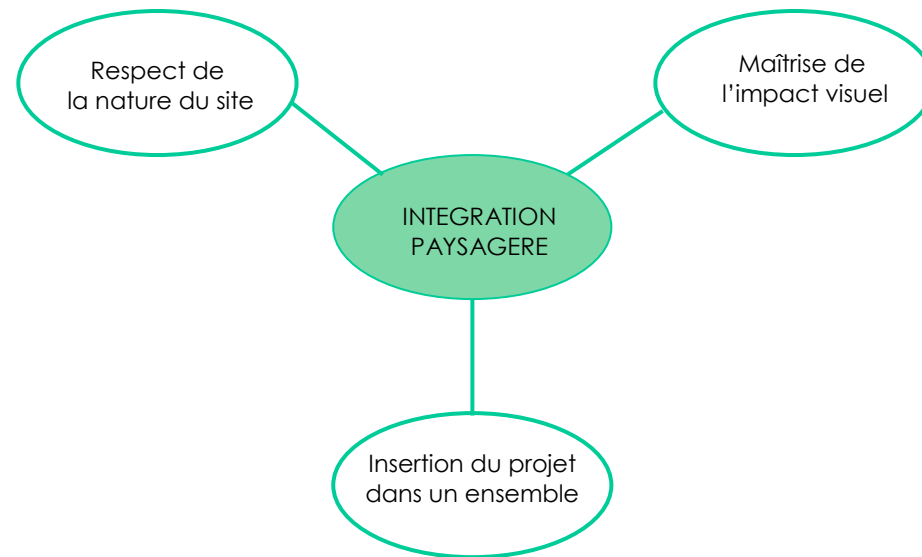 Respect de
la nature du site
Maîtrise de
l’impact visuel
INTEGRATION
PAYSAGERE
Insertion du projet
dans un ensemble